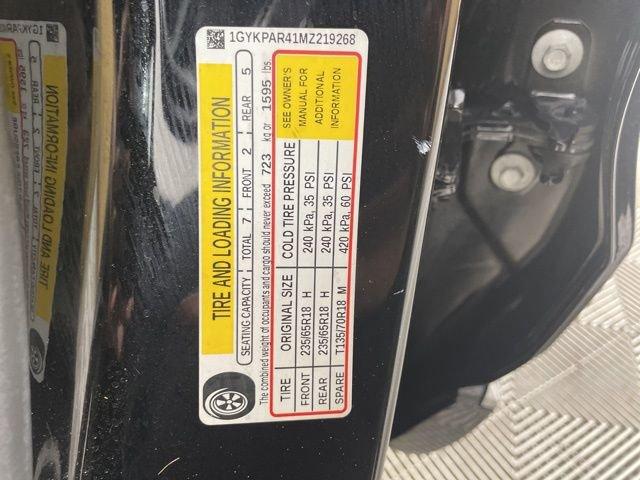 1GYKPAR41MZ219268
TIRE AND LOADING INFORMATION
SEATING CAPACITY TOTAL 7 FRONT 2 REAR 5
The combined weight of occupants and cargo should never exceed 723 kg or 1595 lbs.
TIRE ORIGINAL SIZE COLD TIRE PRESSURE
FRONT 235/65R18 H 240 kPa, 35 PSI
REAR 235/65R18 H 240 kPa, 35 PSI
SPARE T135/70R18 M 420 kPa, 60 PSI
SEE OWNER'S
MANUAL FOR
ADDITIONAL
INFORMATION